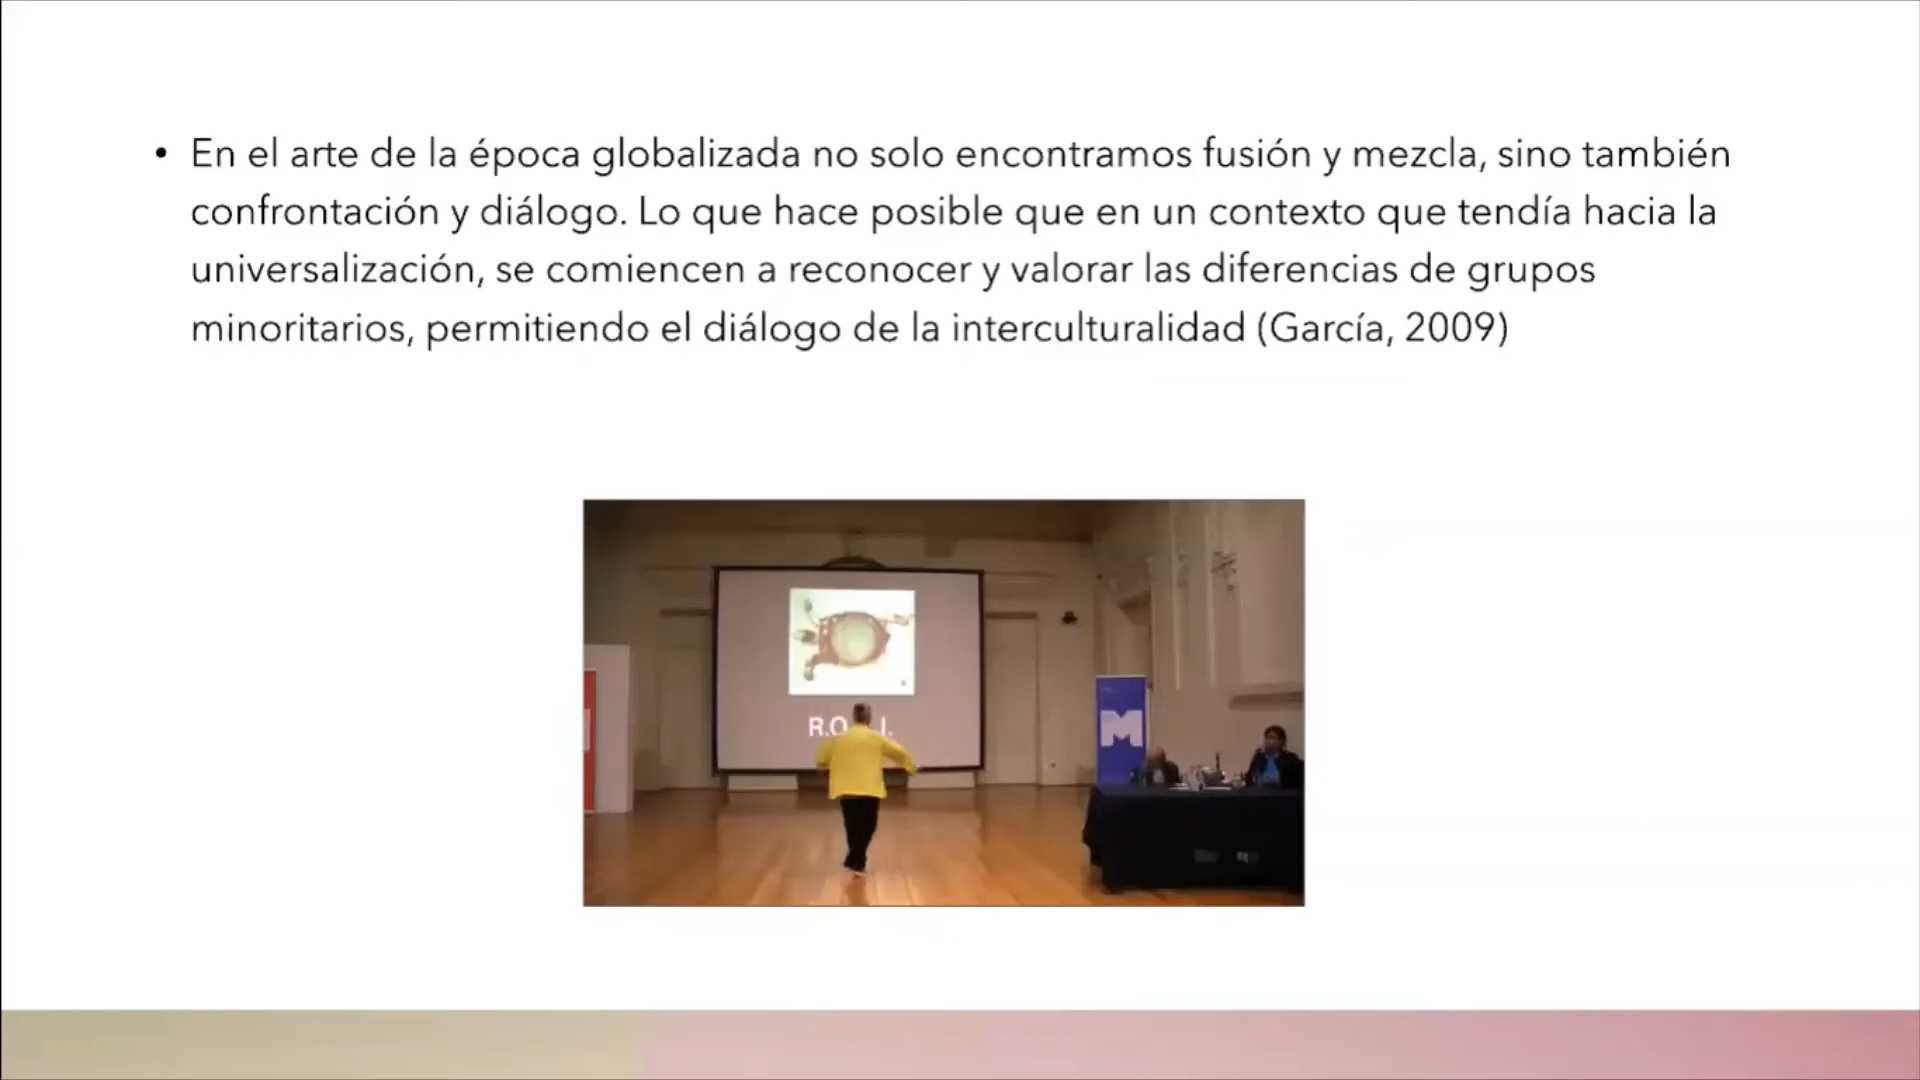 • En el arte de la época globalizada no solo encontramos fusión y mezcla, sino también
confrontación y diálogo. Lo que hace posible que en un contexto que tendía hacia la
universalización, se comiencen a reconocer y valorar las diferencias de grupos
minoritarios, permitiendo el diálogo de la interculturalidad (García, 2009)
M